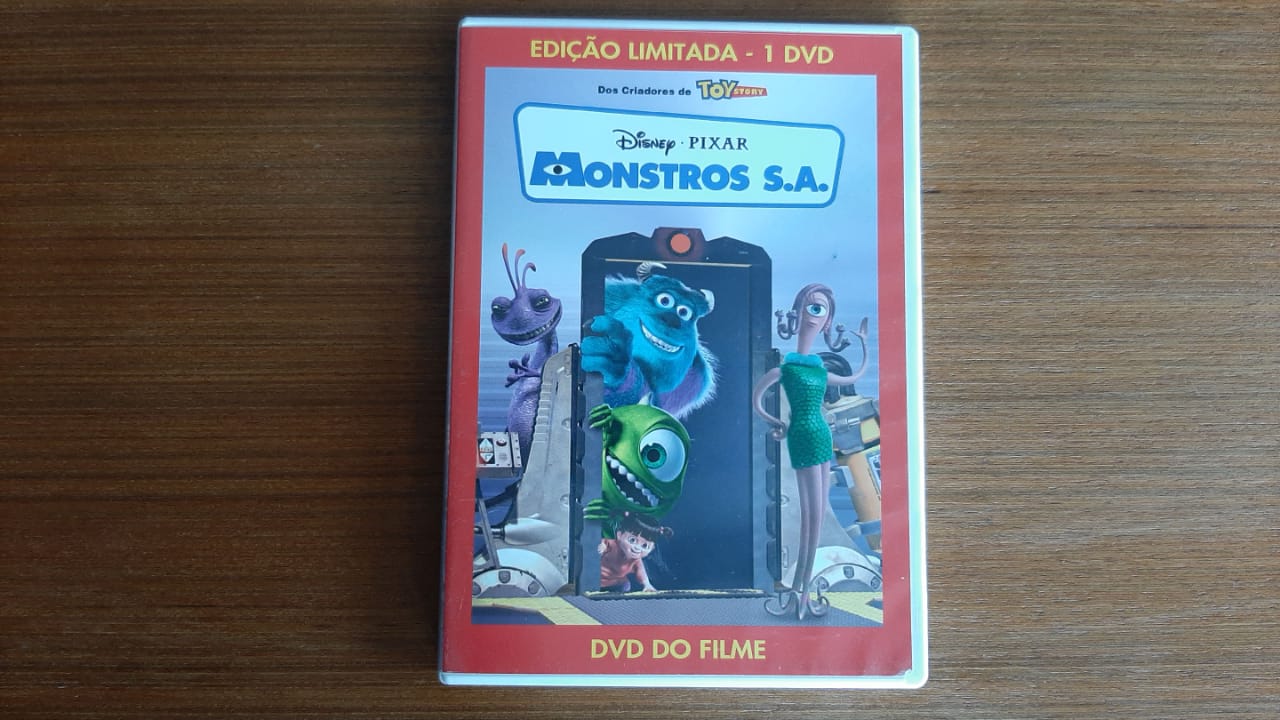 EDIÇÃO LIMITADA - 1 DVD
Dos Criadores de TOY STORY
DISNEY · PIXAR
MONSTROS S.A.
DVD DO FILME